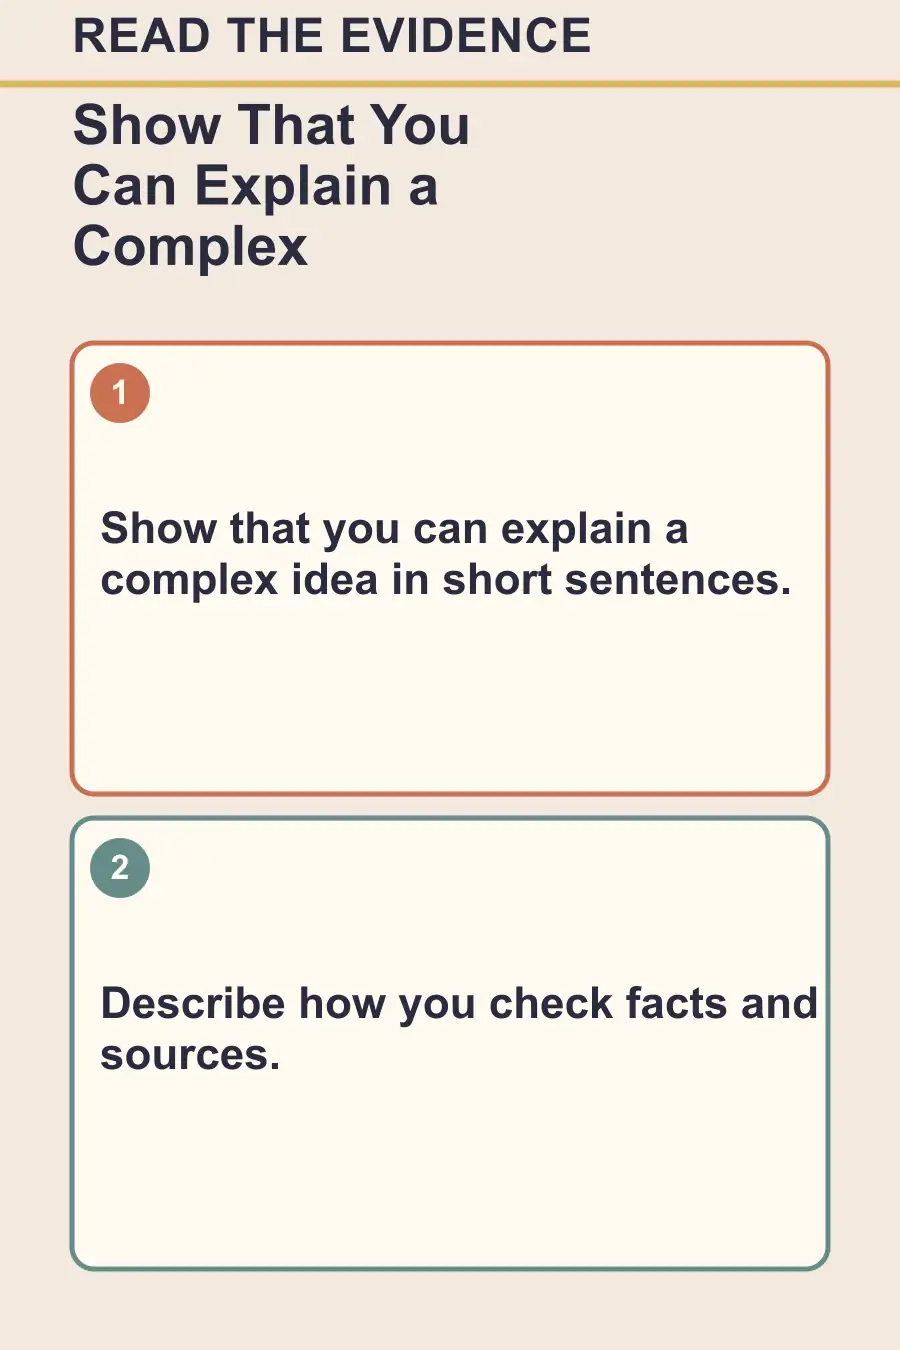 READ THE EVIDENCE
Show That You
Can Explain a
Complex
1
Show that you can explain a
complex idea in short sentences.
2
Describe how you check facts and
sources.